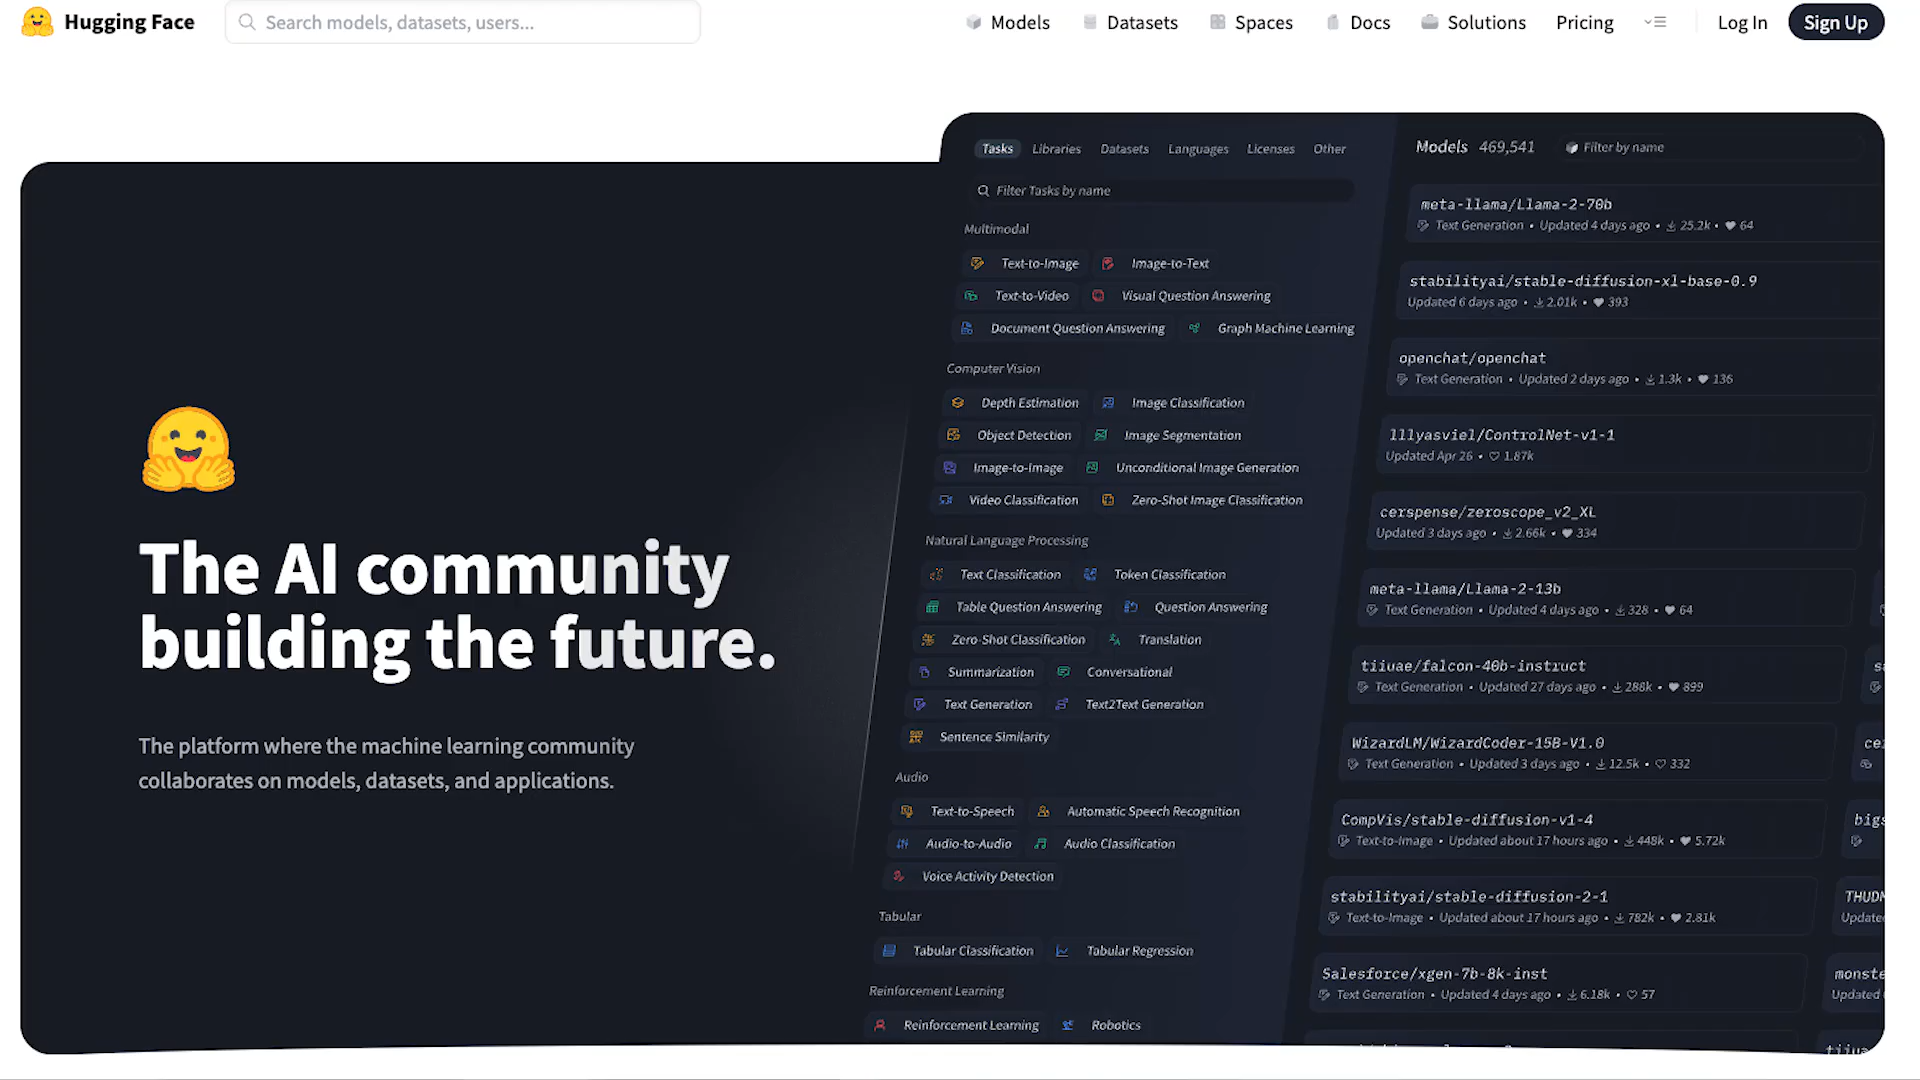 Hugging Face
Search models, datasets, users...
Models
Datasets
Spaces
Docs
Solutions
Pricing
Log In
Sign Up
The AI community
building the future.
The platform where the machine learning community
collaborates on models, datasets, and applications.
Tasks Libraries Datasets Languages Licenses Other
Filter Tasks by name
Multimodal
Text-to-Image Image-to-Text
Text-to-Video Visual Question Answering
Document Question Answering Graph Machine Learning
Computer Vision
Depth Estimation Image Classification
Object Detection Image Segmentation
Image-to-Image Unconditional Image Generation
Video Classification Zero-Shot Image Classification
Natural Language Processing
Text Classification Token Classification
Table Question Answering Question Answering
Zero-Shot Classification Translation
Summarization Conversational
Text Generation Text2Text Generation
Sentence Similarity
Audio
Text-to-Speech Automatic Speech Recognition
Audio-to-Audio Audio Classification
Voice Activity Detection
Tabular
Tabular Classification Tabular Regression
Reinforcement Learning
Reinforcement Learning Robotics
Models 469,541 Filter by name
meta-llama/Llama-2-70b
Text Generation • Updated 4 days ago • 25.2k • 64
stabilityai/stable-diffusion-xl-base-0.9
Updated 6 days ago • 2.01k • 393
openchat/openchat
Text Generation • Updated 2 days ago • 1.3k • 136
lllyasviel/ControlNet-v1-1
Updated Apr 26 • 1.87k
cerspense/zeroscope_v2_XL
Updated 3 days ago • 2.66k • 334
meta-llama/Llama-2-13b
Text Generation • Updated 4 days ago • 328 • 64
tiiuae/falcon-40b-instruct
Text Generation • Updated 27 days ago • 288k • 899
WizardLM/WizardCoder-15B-V1.0
Text Generation • Updated 3 days ago • 12.5k • 332
CompVis/stable-diffusion-v1-4
Text-to-Image • Updated about 17 hours ago • 448k • 5.72k
stabilityai/stable-diffusion-2-1
Text-to-Image • Updated about 17 hours ago • 782k • 2.81k
Salesforce/xgen-7b-8k-inst
Text Generation • Updated 4 days ago • 6.18k • 57